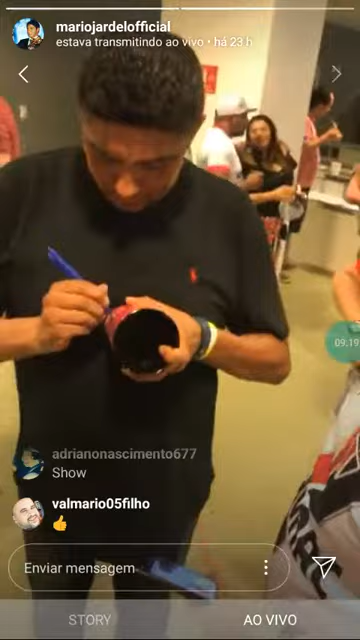 mariojardelofficial
estava transmitindo ao vivo • há 23 h
09:19
adrianonascimento677
Show
valmario05filho
Enviar mensagem
STORY
AO VIVO